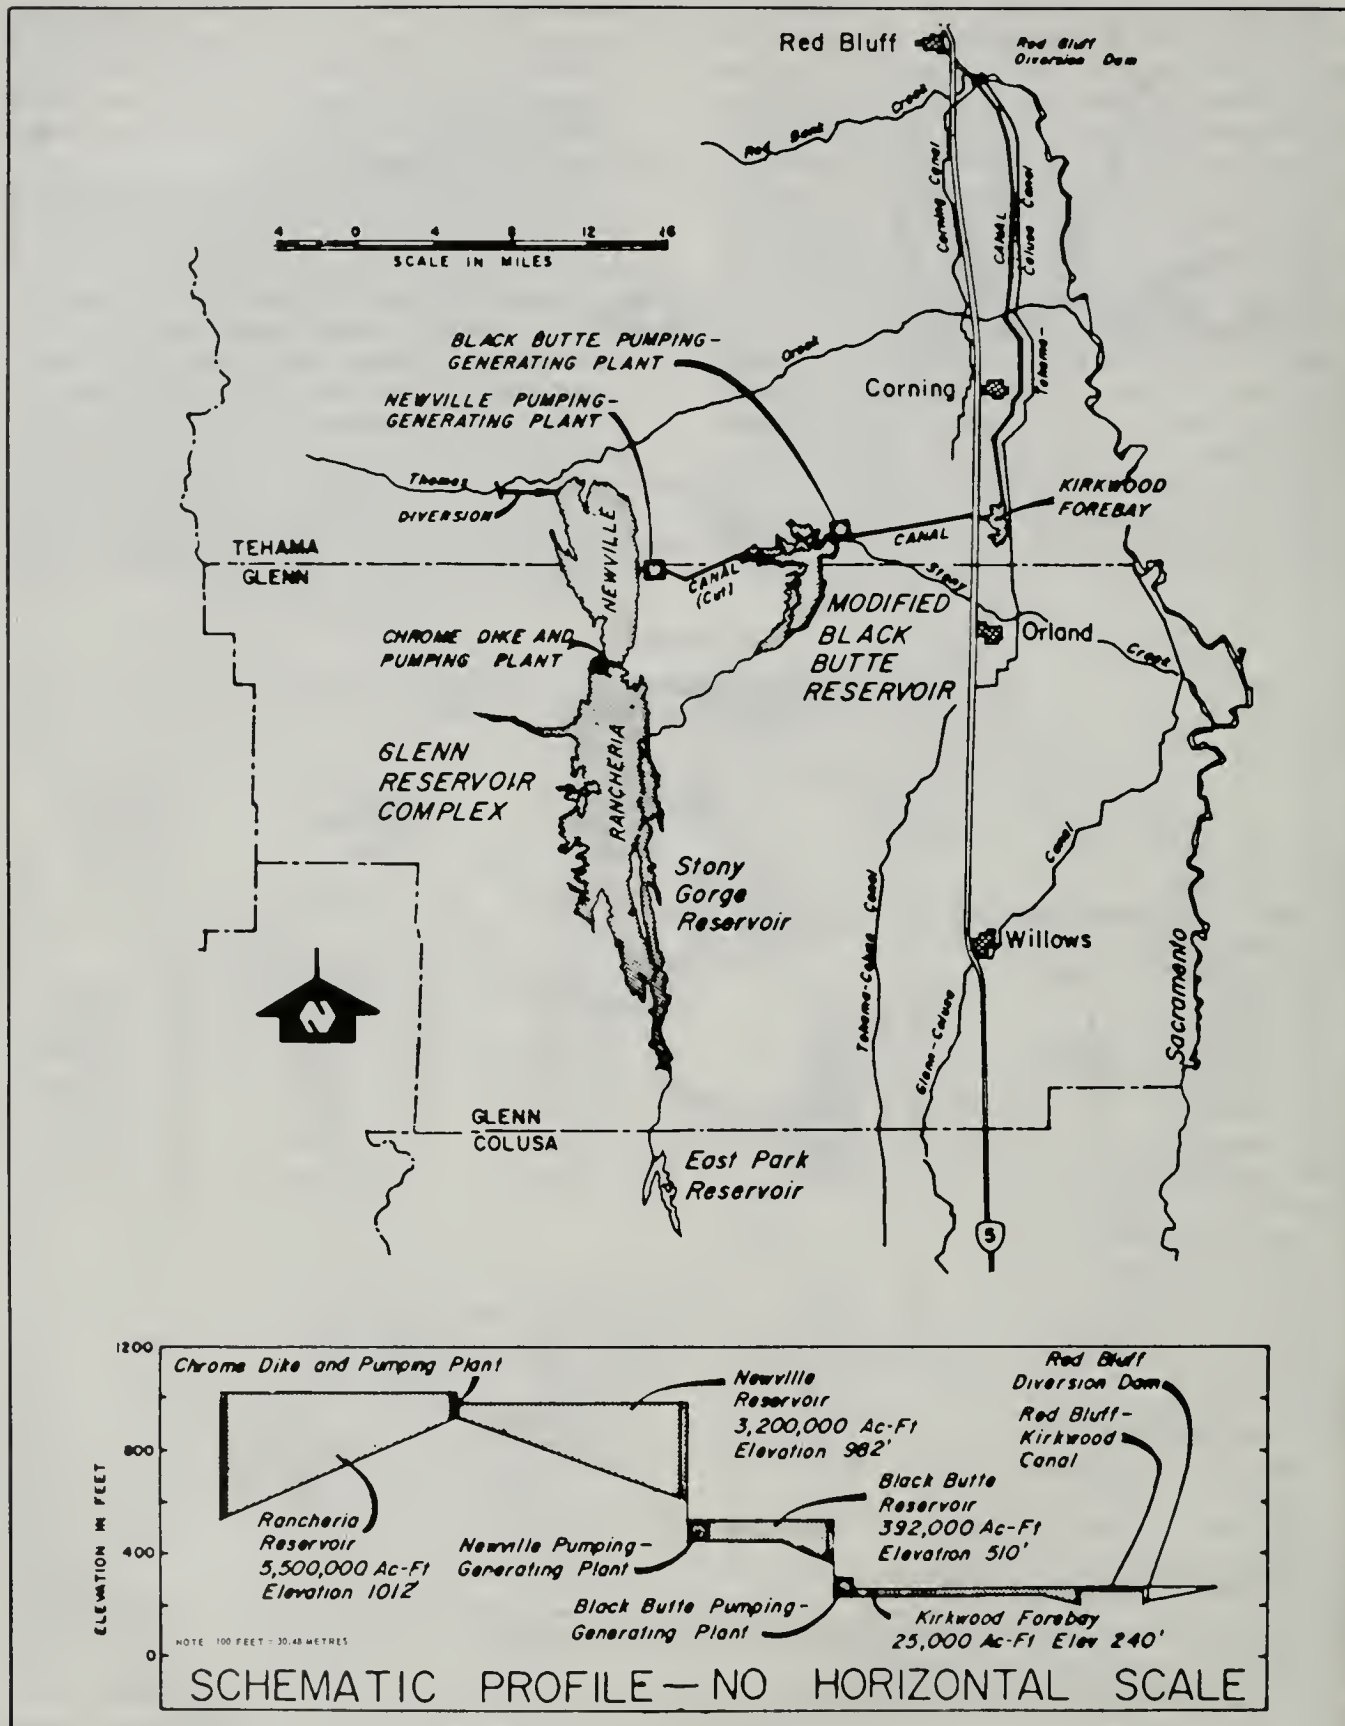 Red Bluff
Red Bluff
Diversion Dam
Red Bank Creek
Corning Canal
CANAL
Tehama-
Colusa Canal
4 0 4 8 12 16
SCALE IN MILES
BLACK BUTTE PUMPING-
GENERATING PLANT
Creek
Corning
NEWVILLE PUMPING-
GENERATING PLANT
Thomes
DIVERSION
KIRKWOOD
FOREBAY
CANAL
TEHAMA
GLENN
NEWVILLE
CANAL
(Cut)
Stony
Creek
MODIFIED
BLACK
BUTTE
RESERVOIR
Orland
CHROME DIKE AND
PUMPING PLANT
GLENN
RESERVOIR
COMPLEX
RANCHERIA
Stony
Gorge
Reservoir
Canal
Willows
Tehama-Colusa Canal
Glenn-Colusa
Sacramento
N
GLENN
COLUSA
East Park
Reservoir
5
1200
800
400
0
ELEVATION IN FEET
Chrome Dike and Pumping Plant
Newville
Reservoir
3,200,000 Ac-Ft
Elevation 982'
Red Bluff
Diversion Dam
Red Bluff-
Kirkwood
Canal
Rancheria
Reservoir
5,500,000 Ac-Ft
Elevation 1012'
Newville Pumping-
Generating Plant
Black Butte
Reservoir
392,000 Ac-Ft
Elevation 510'
Black Butte Pumping-
Generating Plant
Kirkwood Forebay
25,000 Ac-Ft Elev 240'
NOTE 100 FEET = 30.48 METRES
SCHEMATIC PROFILE—NO HORIZONTAL SCALE